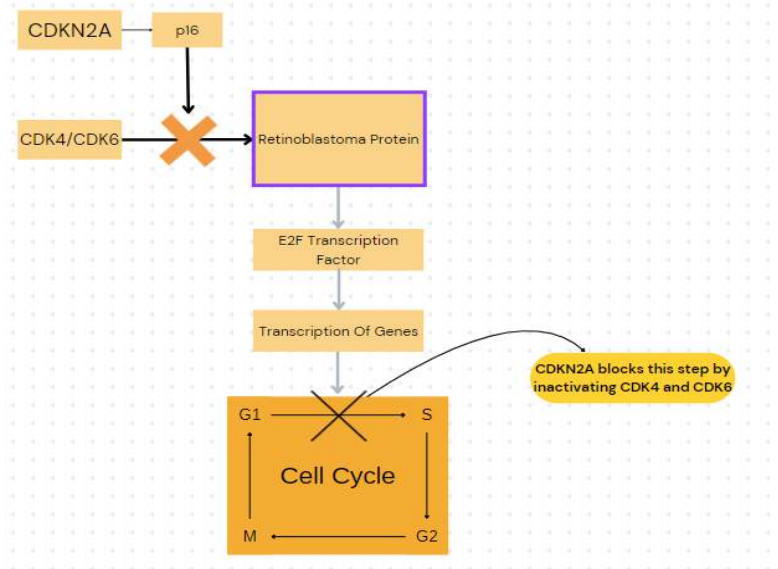 CDKN2A
p16
CDK4/CDK6
Retinoblastoma Protein
E2F Transcription
Factor
Transcription Of Genes
CDKN2A blocks this step by
inactivating CDK4 and CDK6
G1
S
Cell Cycle
M
G2